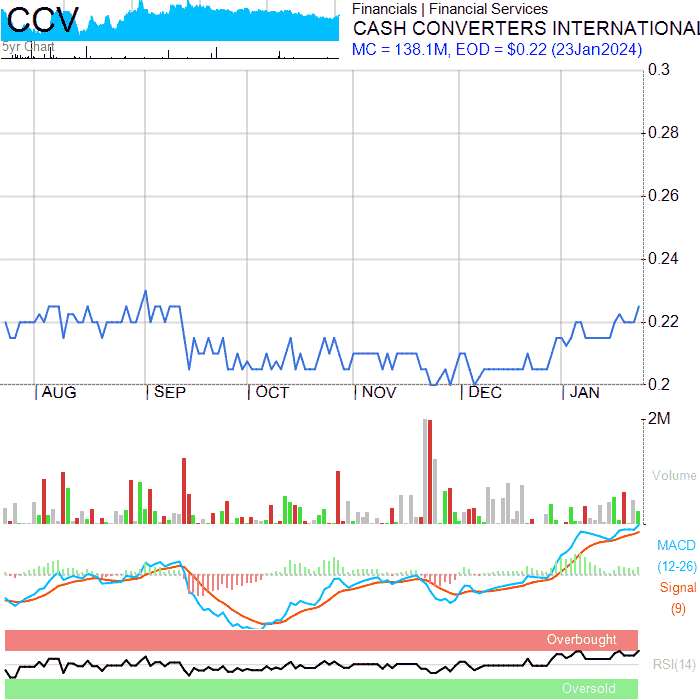 CCV
5yr Chart
Financials | Financial Services
CASH CONVERTERS INTERNATIONAL
MC = 138.1M, EOD = $0.22 (23Jan2024)
0.3
0.28
0.26
0.24
0.22
0.2
AUG SEP OCT NOV DEC JAN
2M
Volume
MACD
(12-26)
Signal
(9)
Overbought
RSI(14)
Oversold